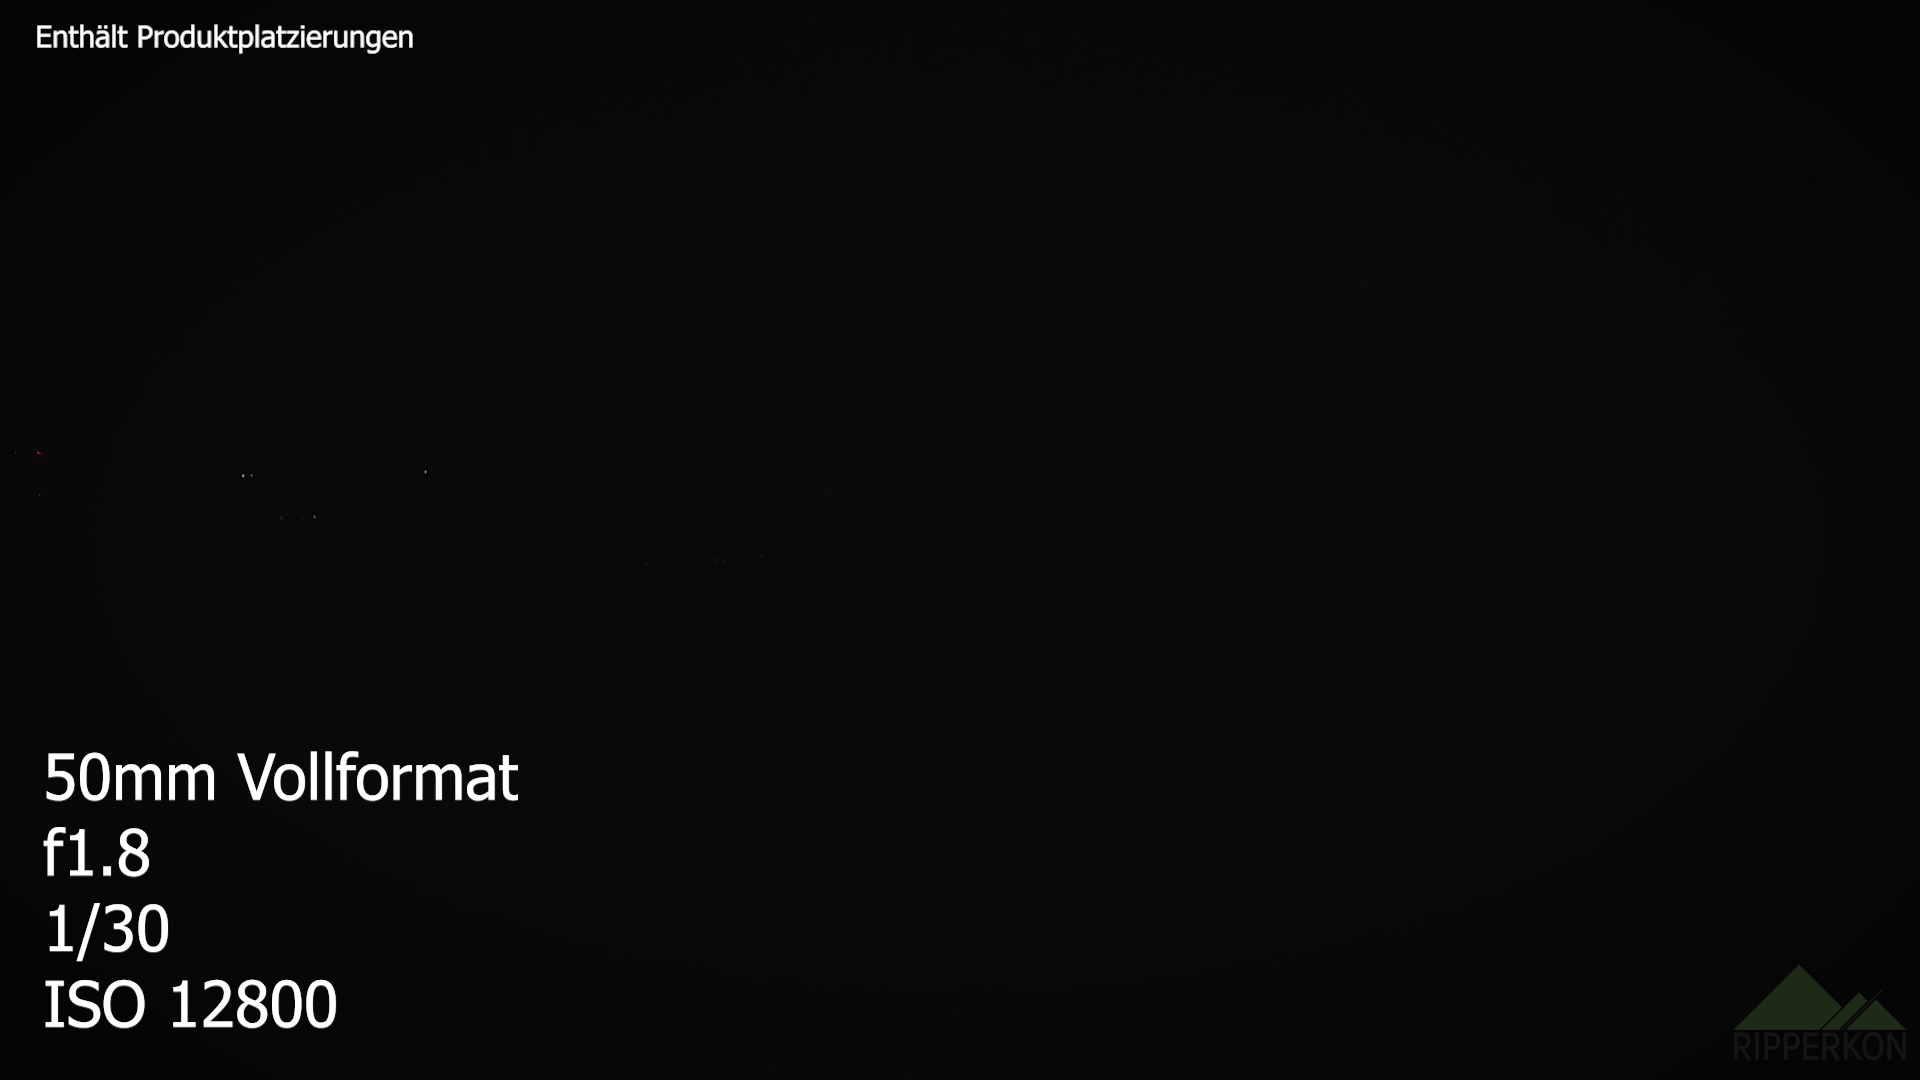 Enthält Produktplatzierungen
50mm Vollformat
f1.8
1/30
ISO 12800
RIPPERKON